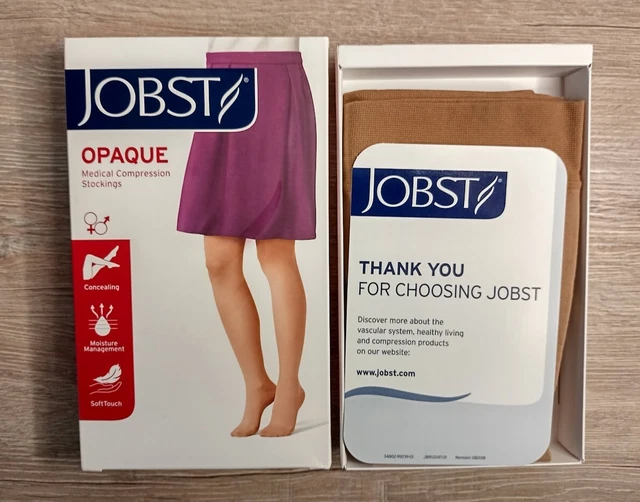 JOBST®
OPAQUE
Medical Compression
Stockings
Concealing
Moisture
Management
SoftTouch
JOBST®
THANK YOU
FOR CHOOSING JOBST
Discover more about the
vascular system, healthy living
and compression products
on our website:
www.jobst.com